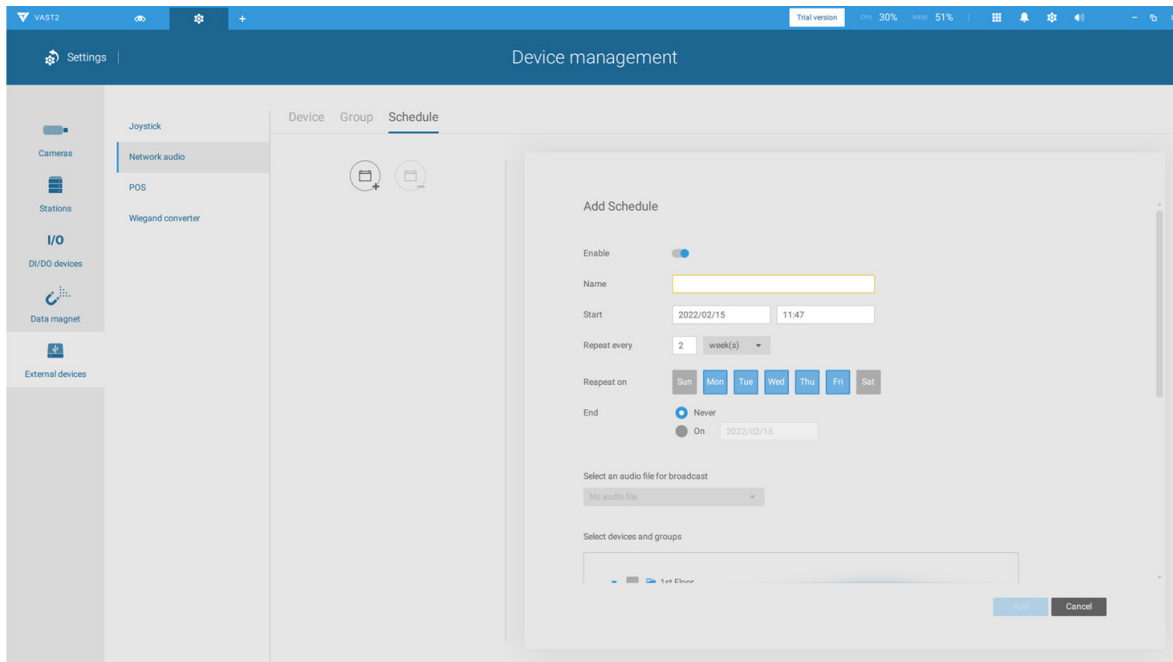 VAST2
+
Trial version
CPU 30%
MEM 51%
Settings
Device management
Cameras
Stations
I/O
DI/DO devices
Data magnet
External devices
Joystick
Network audio
POS
Wiegand converter
Device Group Schedule
Add Schedule
Enable
Name
Start 2022/02/15 11:47
Repeat every 2 week(s)
Reapeat on Sun Mon Tue Wed Thu Fri Sat
End Never
On 2022/02/15
Select an audio file for broadcast
No audio file
Select devices and groups
1st Floor
Add Cancel